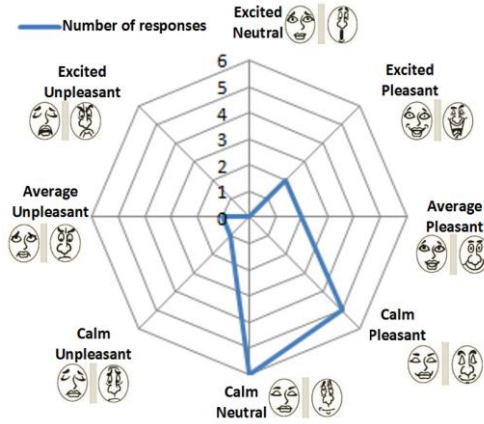 Number of responses
Excited
Neutral
Excited
Pleasant
Average
Pleasant
Calm
Pleasant
Calm
Neutral
Calm
Unpleasant
Average
Unpleasant
Excited
Unpleasant
6
5
4
3
2
1
0